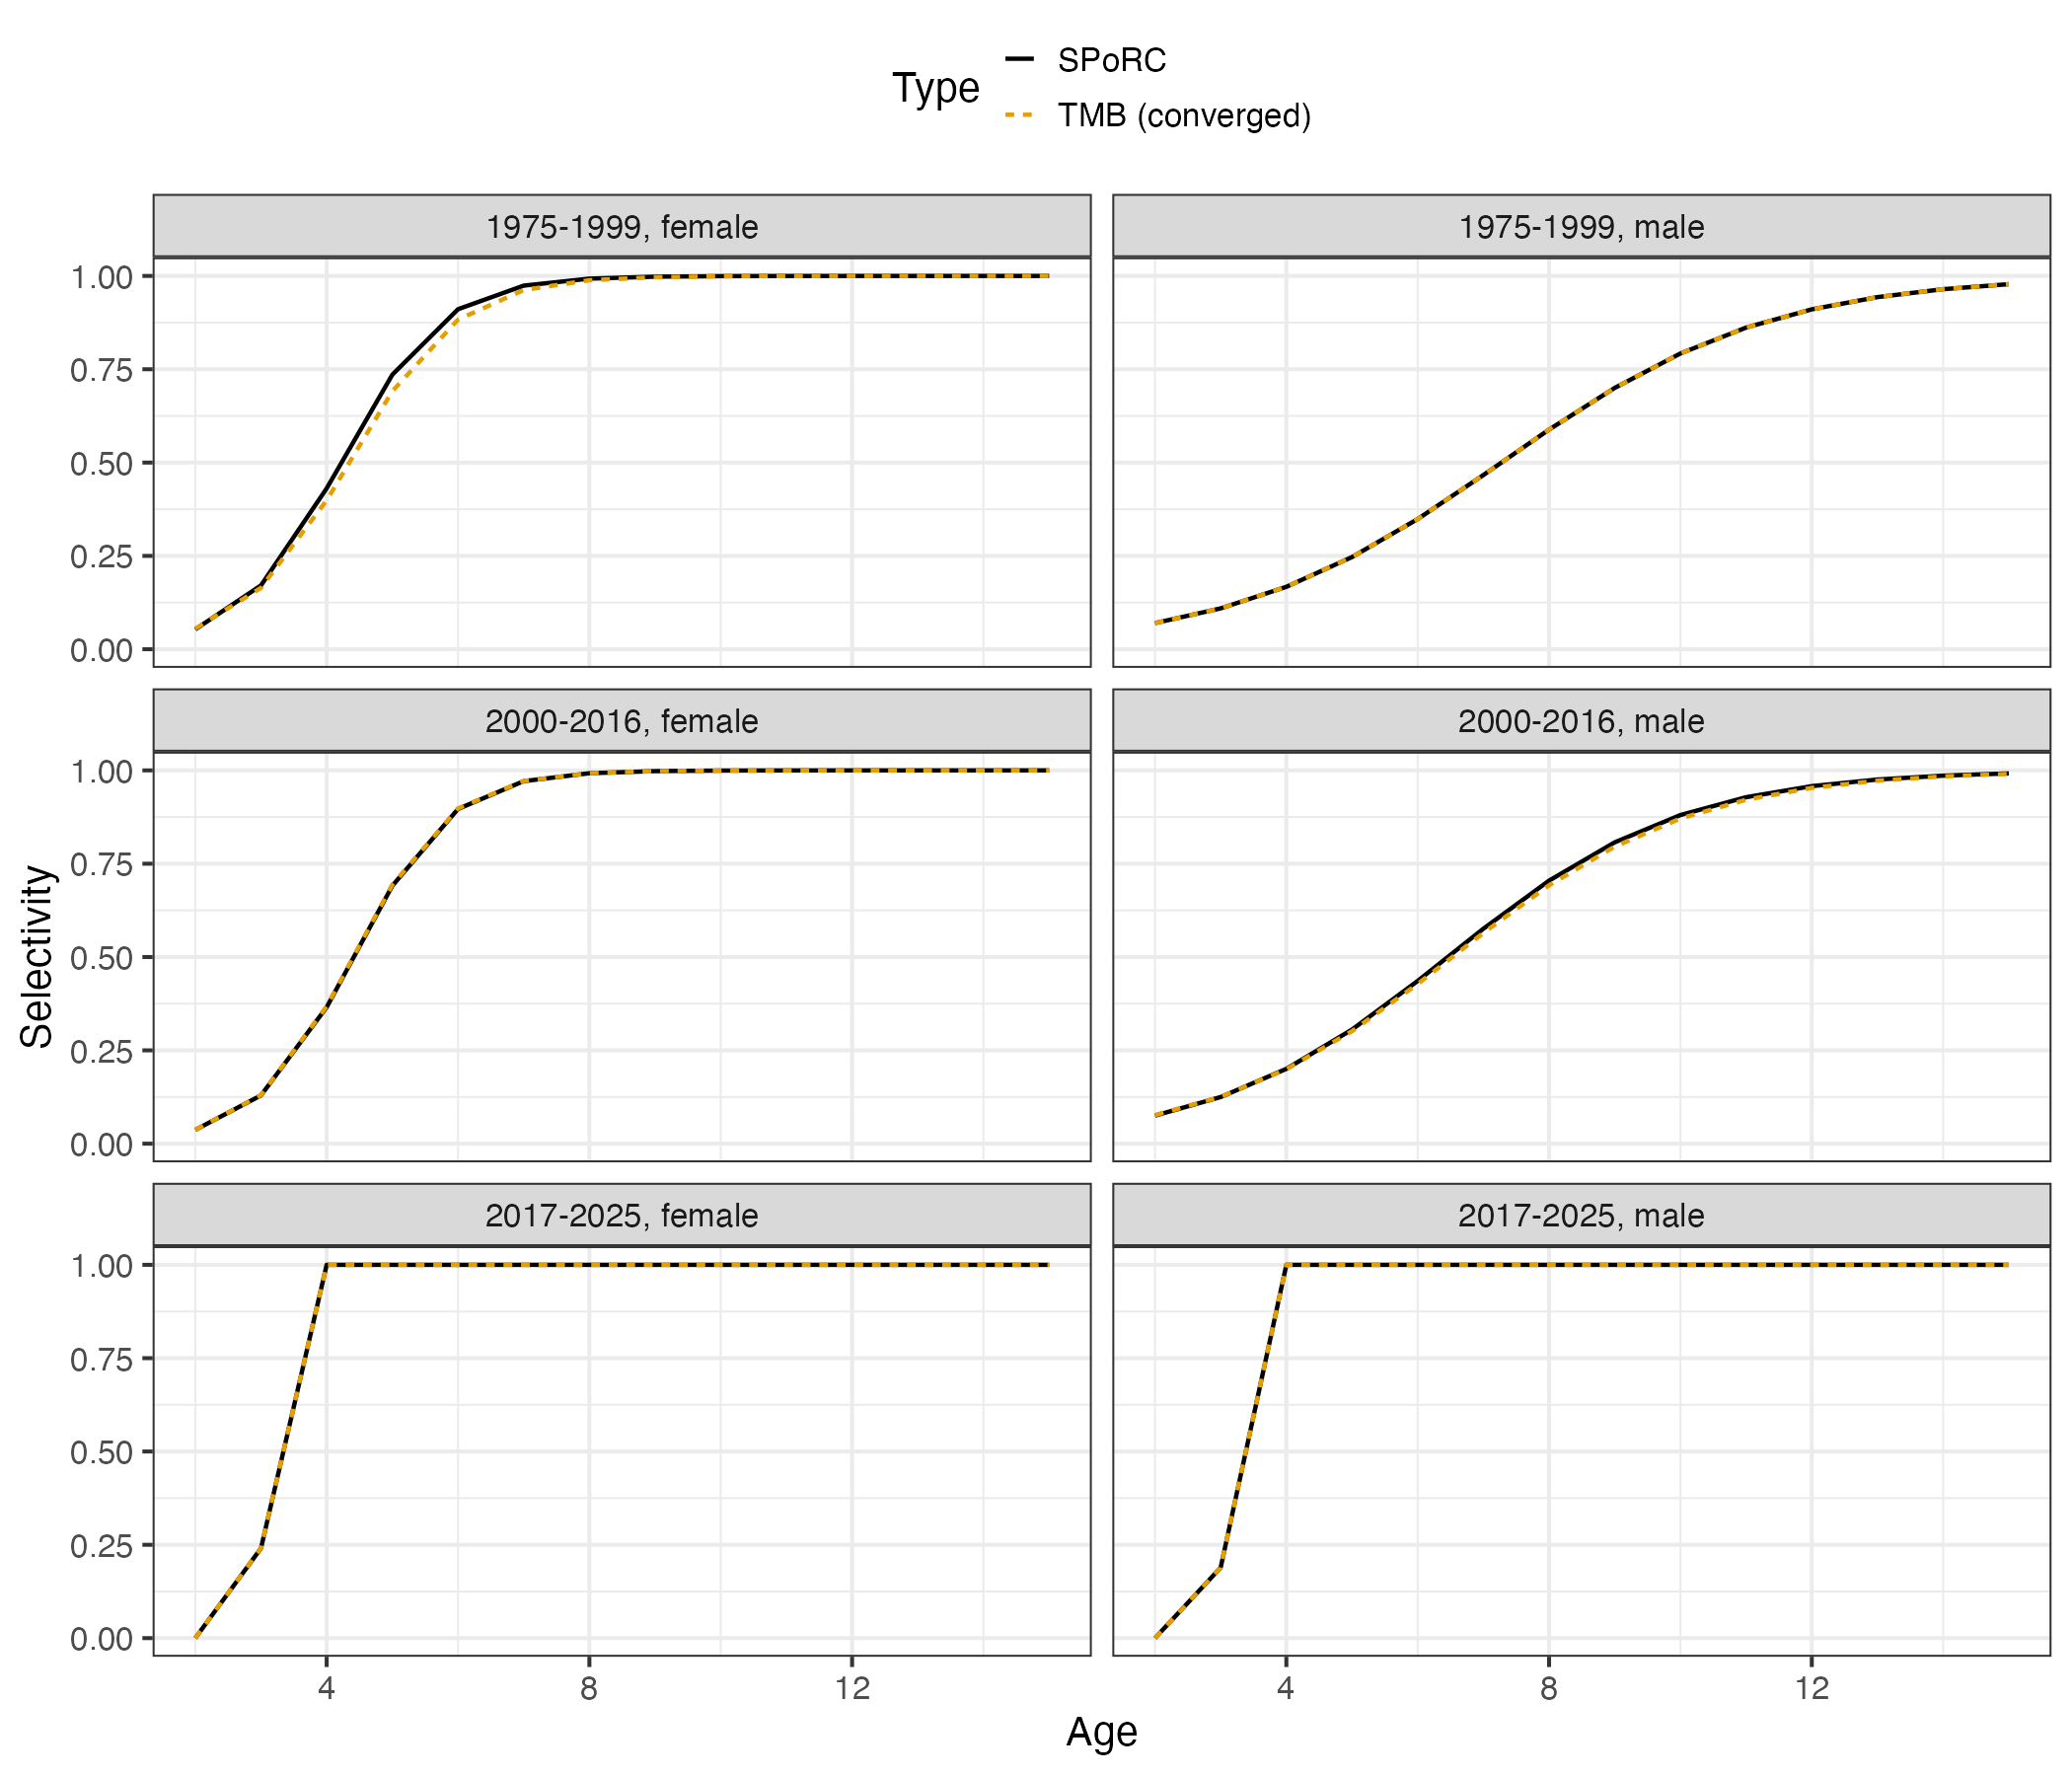 Type
SPoRC
TMB (converged)
1975-1999, female
1975-1999, male
1.00
0.75
0.50
0.25
0.00
2000-2016, female
2000-2016, male
1.00
0.75
0.50
0.25
0.00
Selectivity
2017-2025, female
2017-2025, male
1.00
0.75
0.50
0.25
0.00
4 8 12
4 8 12
Age